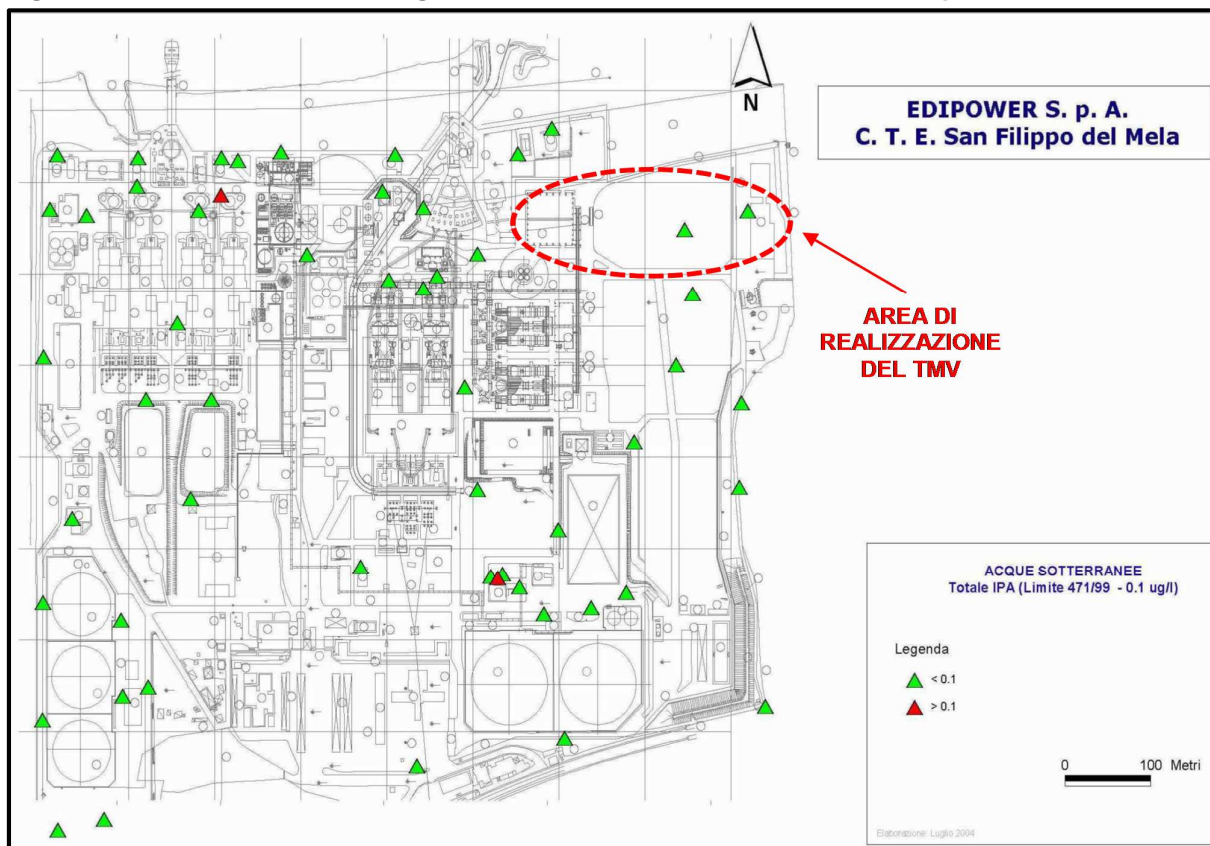 N
EDIPOWER S. p. A.
C. T. E. San Filippo del Mela
AREA DI
REALIZZAZIONE
DEL TMV
ACQUE SOTTERRANEE
Totale IPA (Limite 471/99 - 0.1 ug/l)
Legenda
< 0.1
> 0.1
0 100 Metri
Elaborazione: Luglio 2004